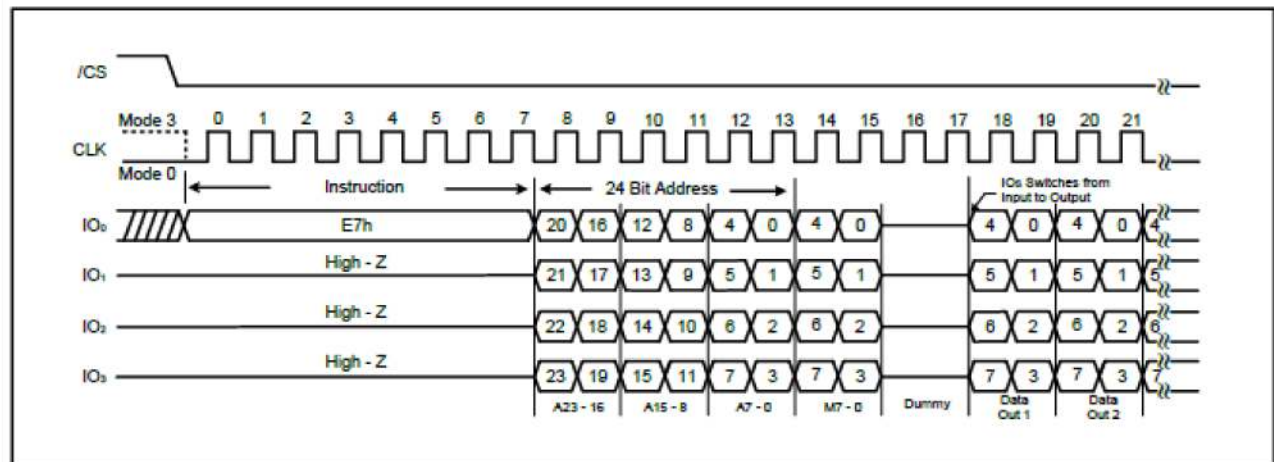 /CS
Mode 3 0 1 2 3 4 5 6 7 8 9 10 11 12 13 14 15 16 17 18 19 20 21
CLK
Mode 0
Instruction 24 Bit Address IOs Switches from
Input to Output
IO₀ E7h 20 16 12 8 4 0 4 0 4 0 4 0 4
High - Z
IO₁ 21 17 13 9 5 1 5 1 5 1 5 1 5
High - Z
IO₂ 22 18 14 10 6 2 6 2 6 2 6 2 6
High - Z
IO₃ 23 19 15 11 7 3 7 3 7 3 7 3 7
A23 - 16 A15 - 8 A7 - 0 M7 - 0 Dummy Data Data
Out 1 Out 2